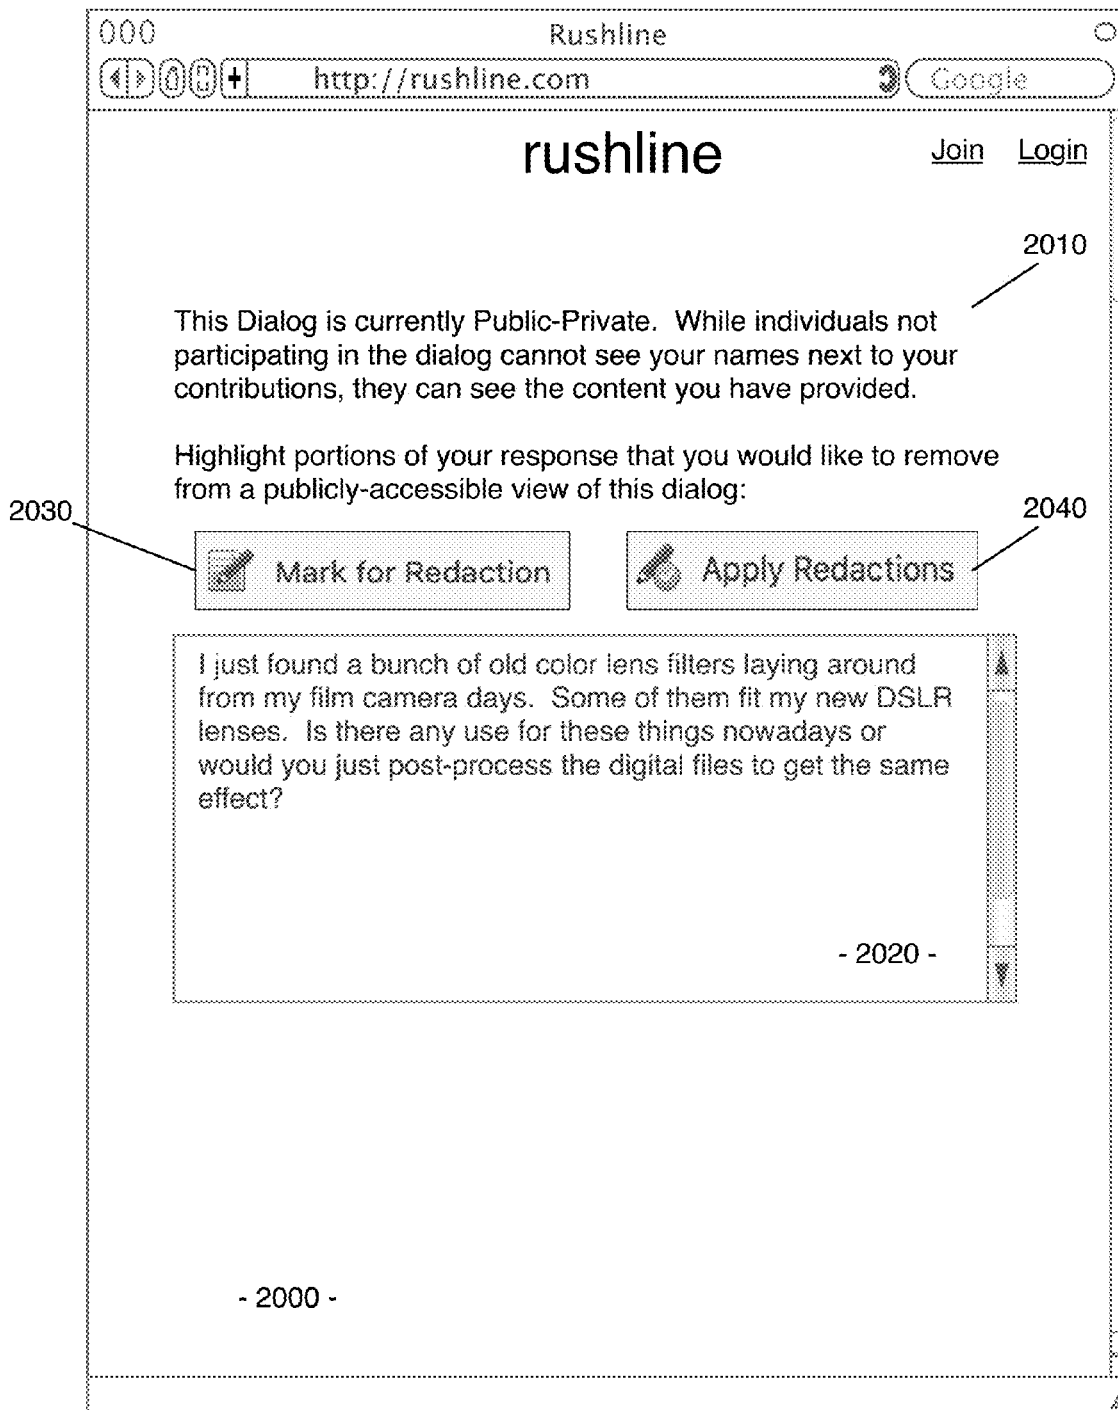 000 Rushline
http://rushline.com Google
rushline Join Login
2010
This Dialog is currently Public-Private. While individuals not
participating in the dialog cannot see your names next to your
contributions, they can see the content you have provided.
Highlight portions of your response that you would like to remove
from a publicly-accessible view of this dialog:
2030 2040
Mark for Redaction Apply Redactions
I just found a bunch of old color lens filters laying around
from my film camera days. Some of them fit my new DSLR
lenses. Is there any use for these things nowadays or
would you just post-process the digital files to get the same
effect?
- 2020 -
- 2000 -